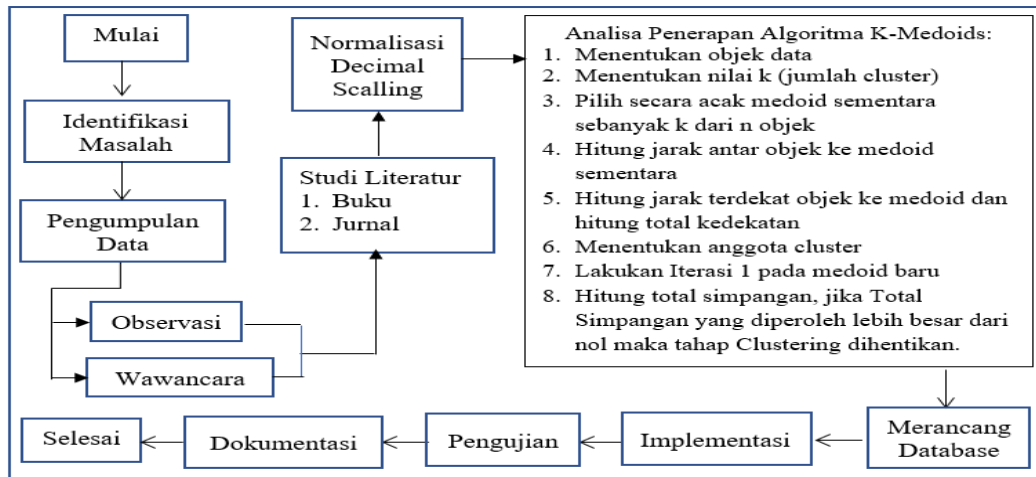 Mulai
Identifikasi
Masalah
Pengumpulan
Data
Observasi
Wawancara
Studi Literatur
1. Buku
2. Jurnal
Normalisasi
Decimal
Scalling
Analisa Penerapan Algoritma K-Medoids:
1. Menentukan objek data
2. Menentukan nilai k (jumlah cluster)
3. Pilih secara acak medoid sementara
sebanyak k dari n objek
4. Hitung jarak antar objek ke medoid
sementara
5. Hitung jarak terdekat objek ke medoid dan
hitung total kedekatan
6. Menentukan anggota cluster
7. Lakukan Iterasi 1 pada medoid baru
8. Hitung total simpangan, jika Total
Simpangan yang diperoleh lebih besar dari
nol maka tahap Clustering dihentikan.
Merancang
Database
Implementasi
Pengujian
Dokumentasi
Selesai